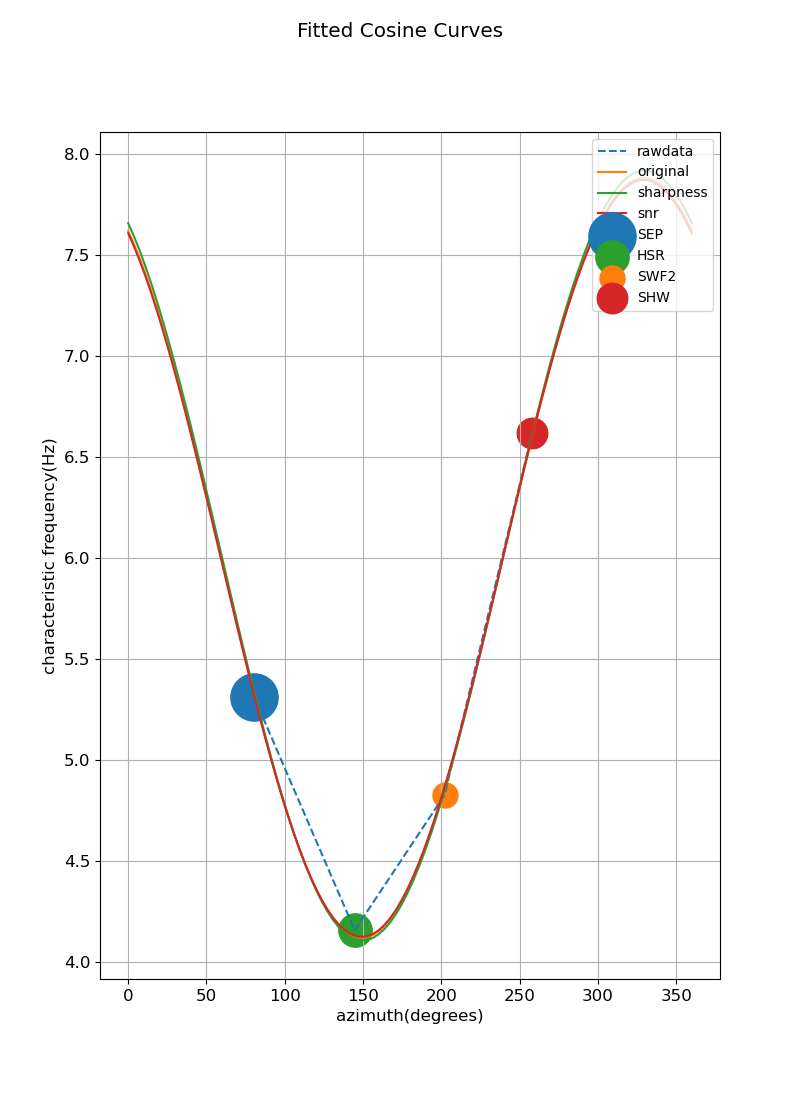 Fitted Cosine Curves
8.0
7.5
7.0
6.5
6.0
5.5
5.0
4.5
4.0
characteristic frequency(Hz)
rawdata
original
sharpness
snr
SEP
HSR
SWF2
SHW
0 50 100 150 200 250 300 350
azimuth(degrees)